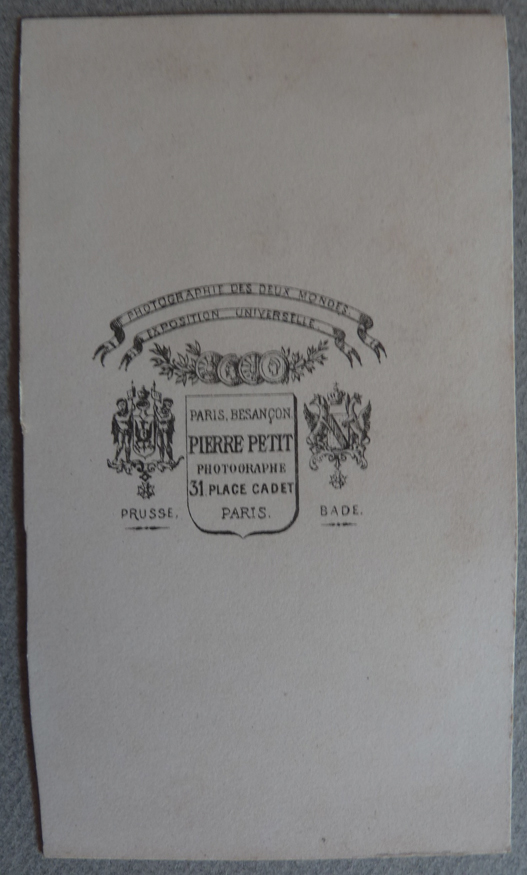 PHOTOGRAPHIE DES DEUX MONDES.
EXPOSITION UNIVERSELLE.
PARIS, BESANÇON.
PIERRE PETIT
PHOTOGRAPHE
31. PLACE CADET
PARIS.
PRUSSE.
BADE.